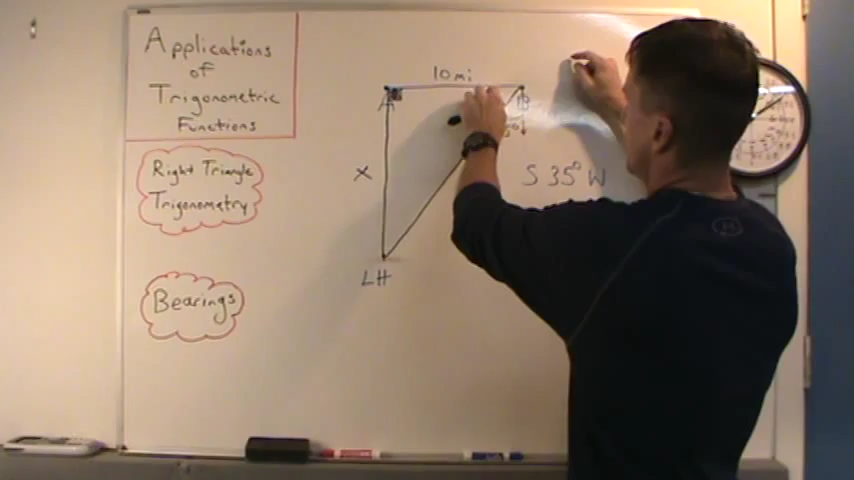 Applications
of
Trigonometric
Functions
Right Triangle
Trigonometry
Bearings
10 mi
A
B
x
S 35° W
LH